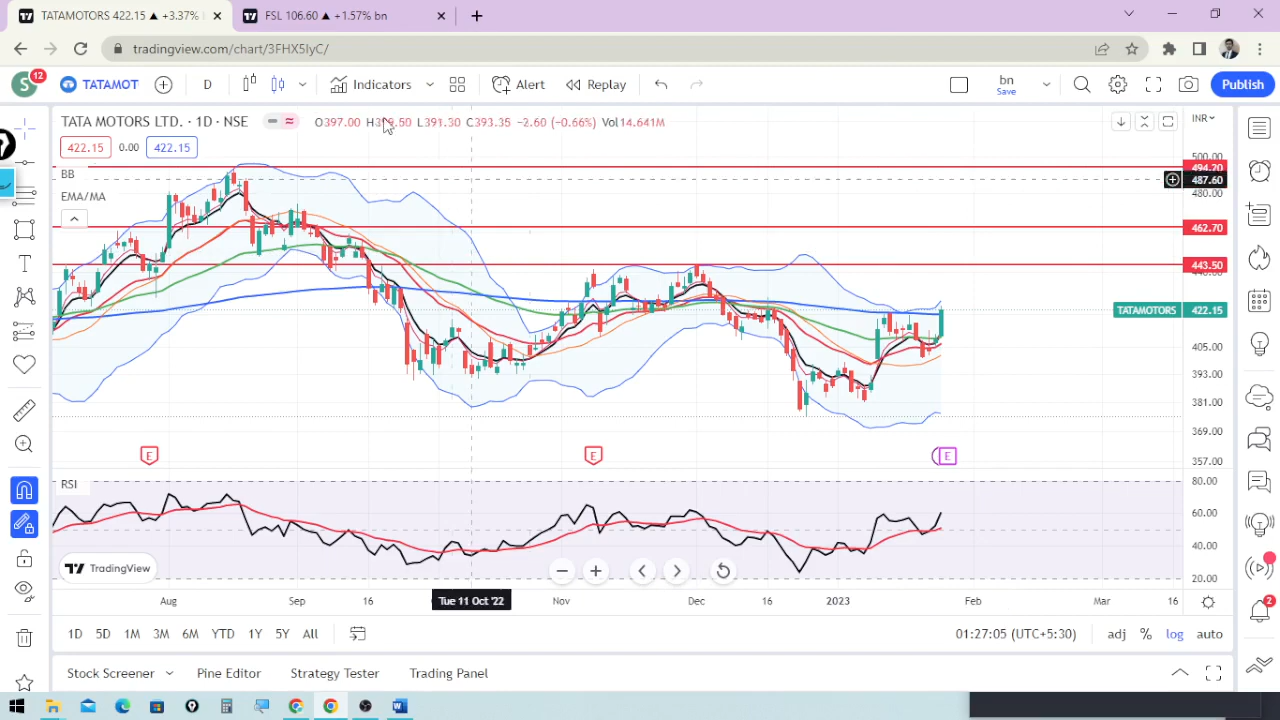 TATAMOTORS 422.15 ▲ +3.37%
FSL 106.60 ▲ +1.57% bn
tradingview.com/chart/3FHX5IyC/
S 12 TATAMOT D Indicators Alert Replay bn Save Publish
TATA MOTORS LTD. · 1D · NSE O397.00 L391.30 C393.35 −2.60 (−0.66%) Vol14.641M INR
422.15 0.00 422.15
BB
EMA/MA
500.00
494.20
487.60
480.00
462.70
443.50
440.00
TATAMOTORS 422.15
405.00
393.00
381.00
369.00
357.00
E E E
RSI
80.00
60.00
40.00
20.00
TradingView
Aug Sep 16 Tue 11 Oct '22 Nov Dec 16 2023 Feb Mar 16
1D 5D 1M 3M 6M YTD 1Y 5Y All 01:27:05 (UTC+5:30) adj % log auto
Stock Screener Pine Editor Strategy Tester Trading Panel
2